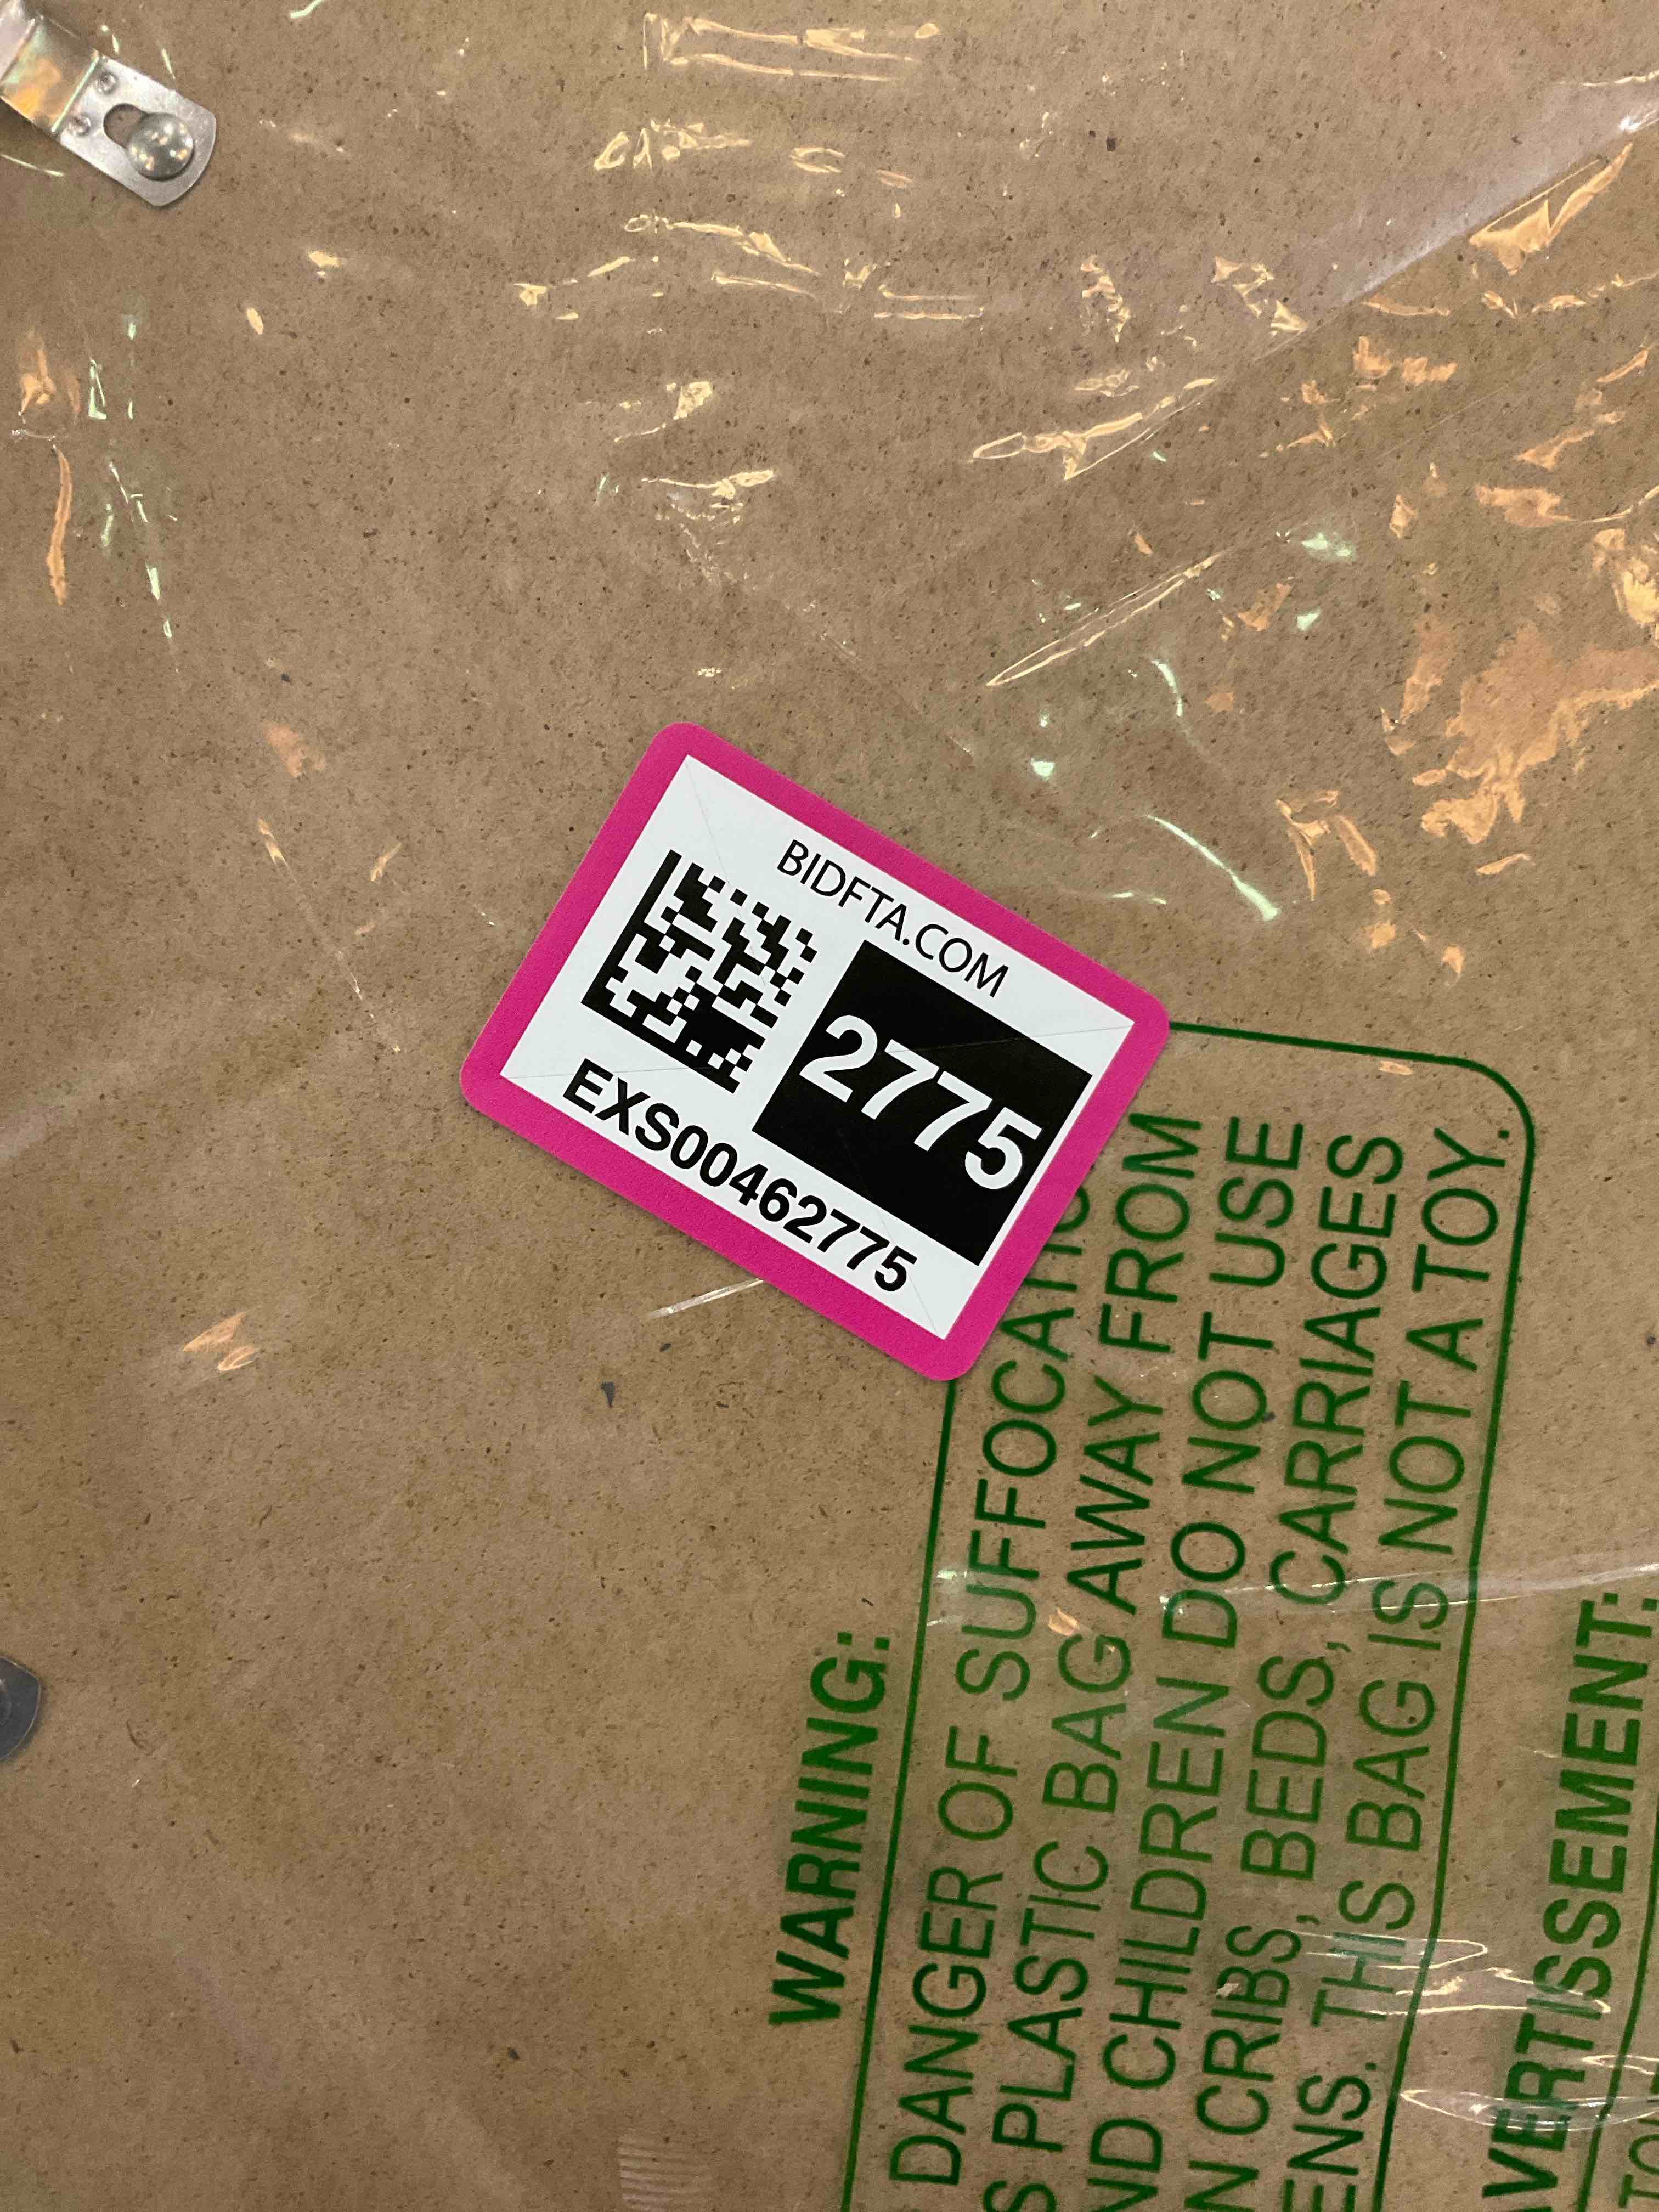 BIDFTA.COM
2775
EXS00462775
WARNING:
DANGER OF SUFFOCATIO
PLASTIC BAG AWAY FROM
ND CHILDREN DO NOT USE
N CRIBS, BEDS, CARRIAGES
ENS. THIS BAG IS NOT A TOY.
VERTISSEMENT: